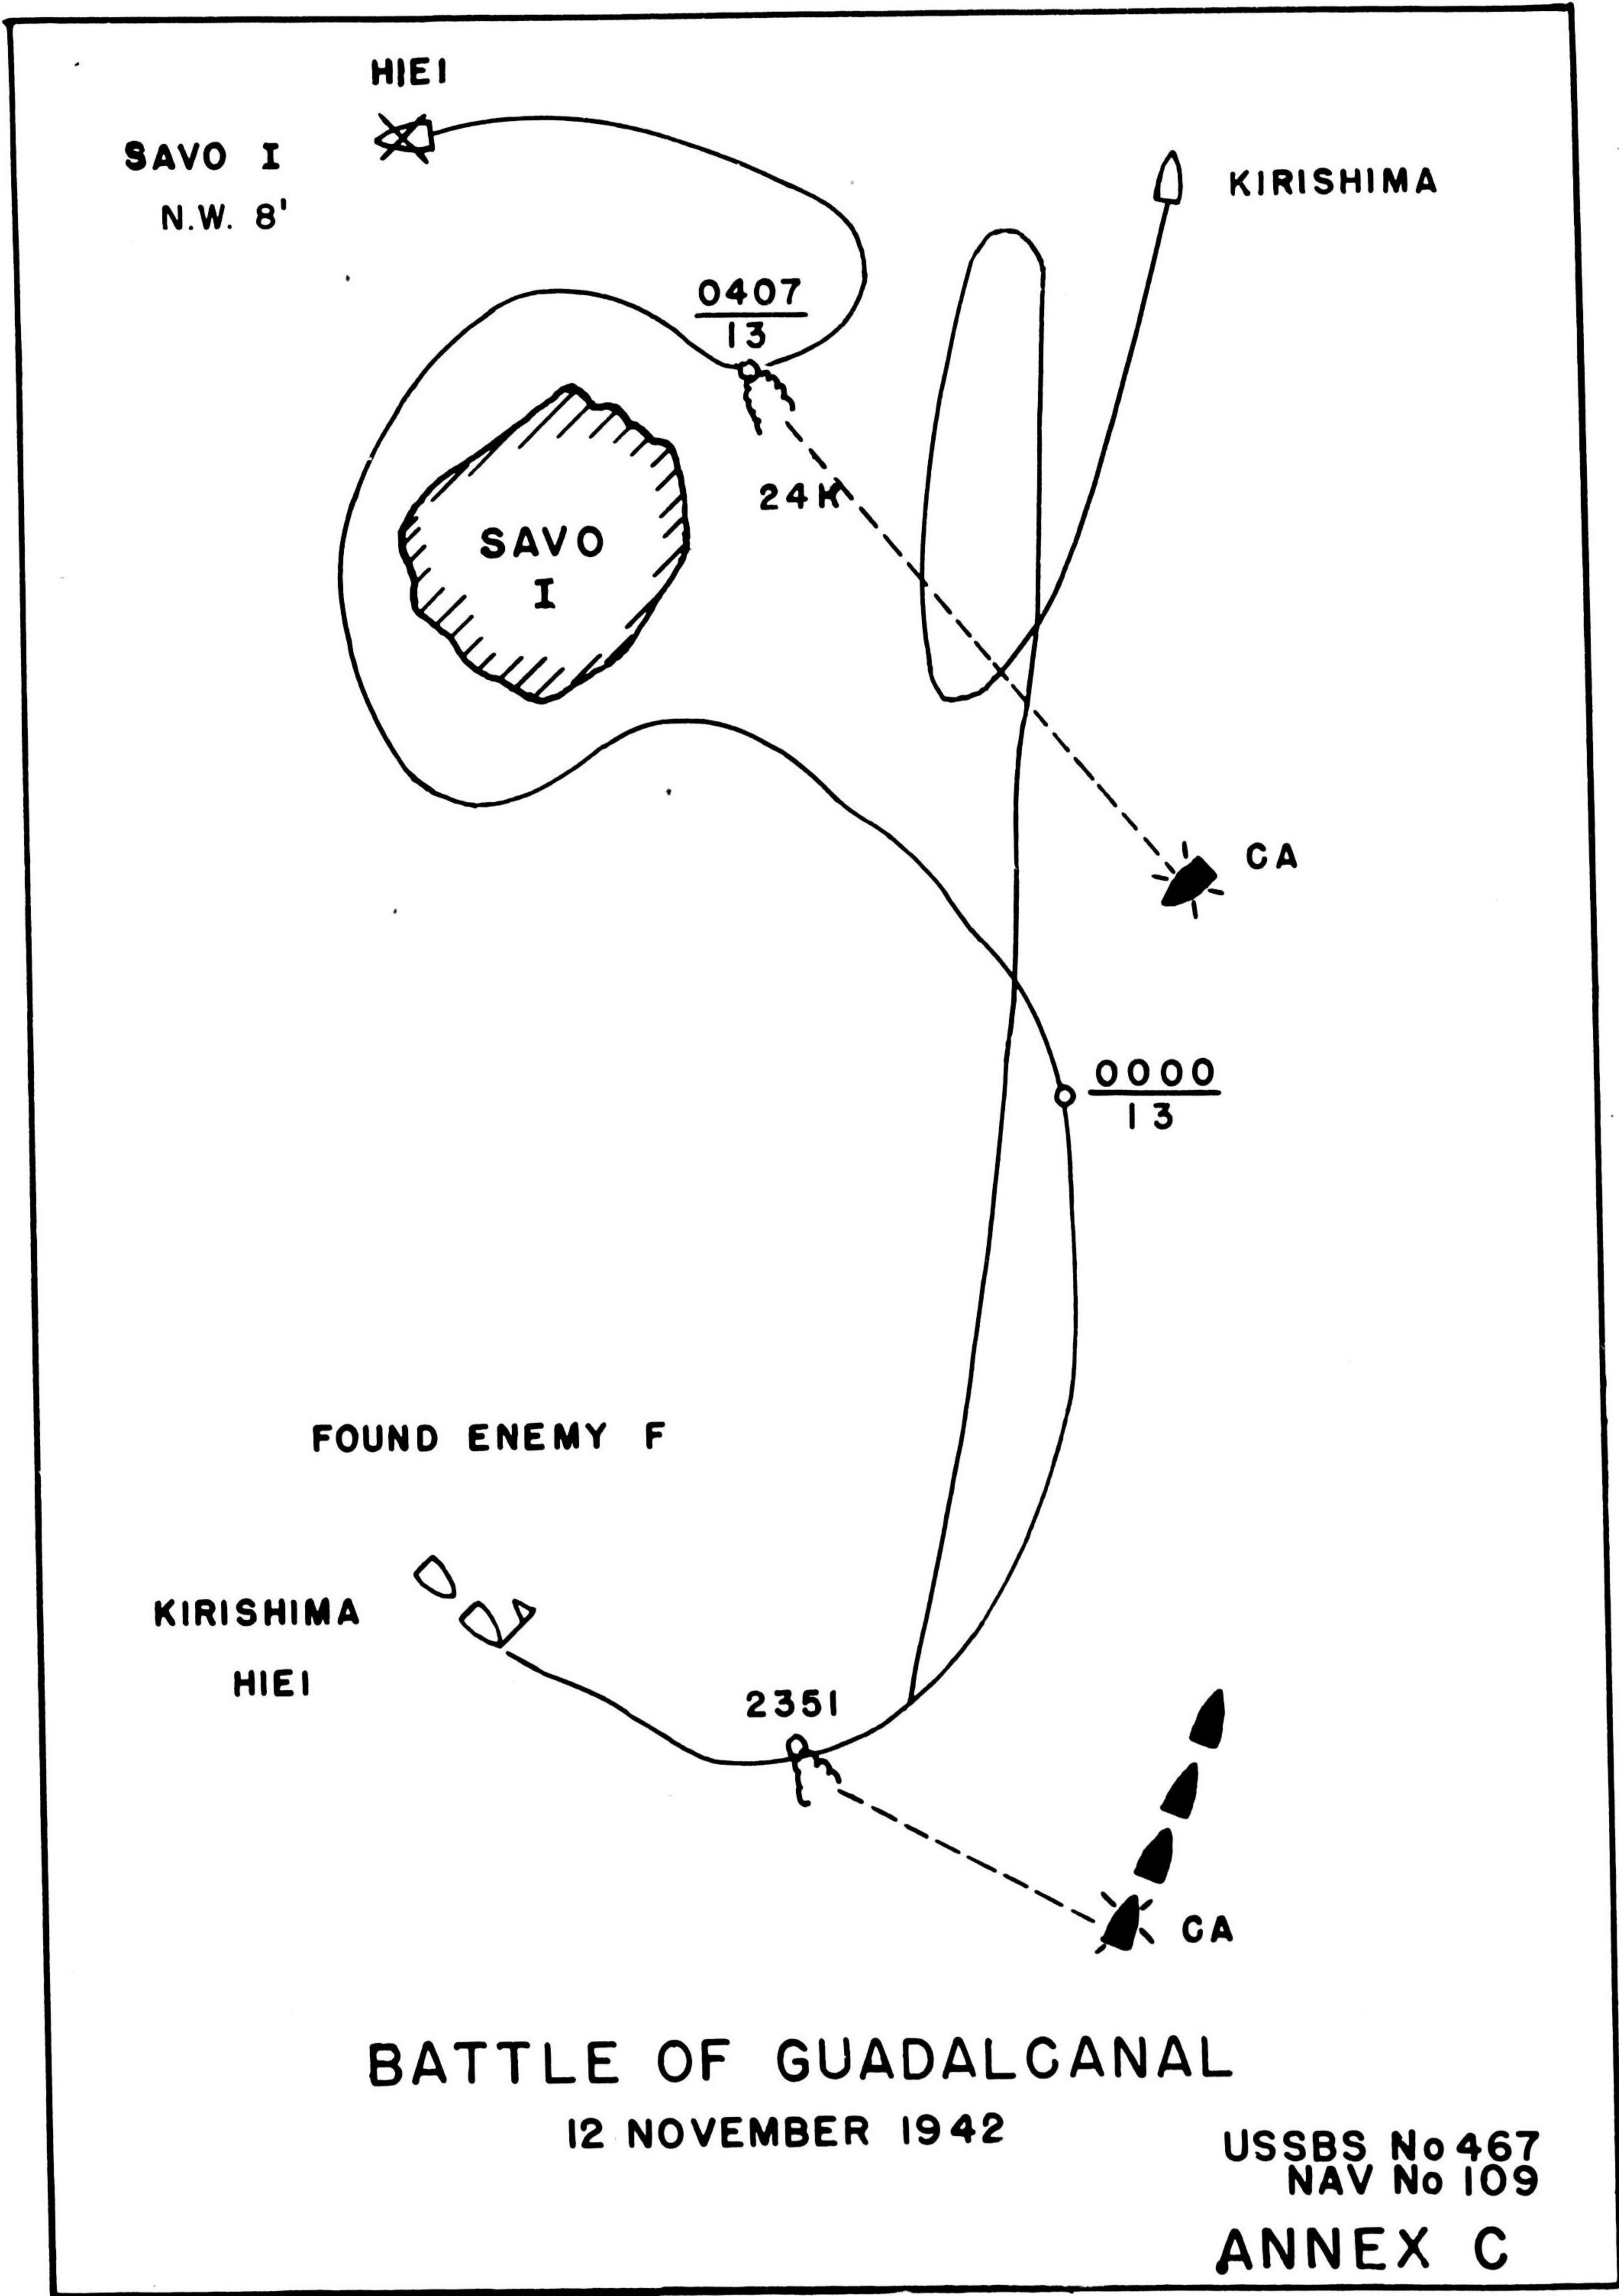 HIEI
SAVO I
N.W. 8'
KIRISHIMA
0407
13
24K
SAVO
I
CA
0000
13
FOUND ENEMY F
KIRISHIMA
HIEI
2351
CA
BATTLE OF GUADALCANAL
12 NOVEMBER 1942
USSBS No 467
NAV No 109
ANNEX C